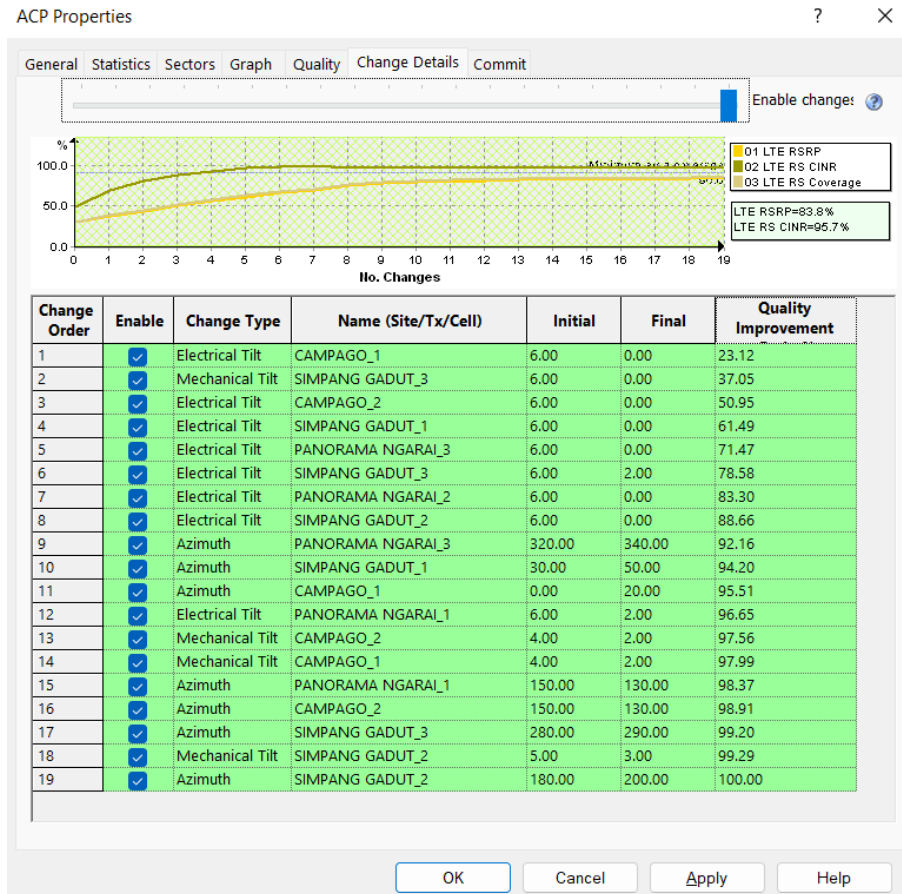 ACP Properties ? ×
General Statistics Sectors Graph Quality Change Details Commit
Enable changes
%
100.0
50.0
0.0
0 1 2 3 4 5 6 7 8 9 10 11 12 13 14 15 16 17 18 19
No. Changes
01 LTE RSRP
02 LTE RS CINR
03 LTE RS Coverage
LTE RSRP=83.8%
LTE RS CINR=95.7%
Change Order Enable Change Type Name (Site/Tx/Cell) Initial Final Quality Improvement
1 Electrical Tilt CAMPAGO_1 6.00 0.00 23.12
2 Mechanical Tilt SIMPANG GADUT_3 6.00 0.00 37.05
3 Electrical Tilt CAMPAGO_2 6.00 0.00 50.95
4 Electrical Tilt SIMPANG GADUT_1 6.00 0.00 61.49
5 Electrical Tilt PANORAMA NGARAI_3 6.00 0.00 71.47
6 Electrical Tilt SIMPANG GADUT_3 6.00 2.00 78.58
7 Electrical Tilt PANORAMA NGARAI_2 6.00 0.00 83.30
8 Electrical Tilt SIMPANG GADUT_2 6.00 0.00 88.66
9 Azimuth PANORAMA NGARAI_3 320.00 340.00 92.16
10 Azimuth SIMPANG GADUT_1 30.00 50.00 94.20
11 Azimuth CAMPAGO_1 0.00 20.00 95.51
12 Electrical Tilt PANORAMA NGARAI_1 6.00 2.00 96.65
13 Mechanical Tilt CAMPAGO_2 4.00 2.00 97.56
14 Mechanical Tilt CAMPAGO_1 4.00 2.00 97.99
15 Azimuth PANORAMA NGARAI_1 150.00 130.00 98.37
16 Azimuth CAMPAGO_2 150.00 130.00 98.91
17 Azimuth SIMPANG GADUT_3 280.00 290.00 99.20
18 Mechanical Tilt SIMPANG GADUT_2 5.00 3.00 99.29
19 Azimuth SIMPANG GADUT_2 180.00 200.00 100.00
OK Cancel Apply Help